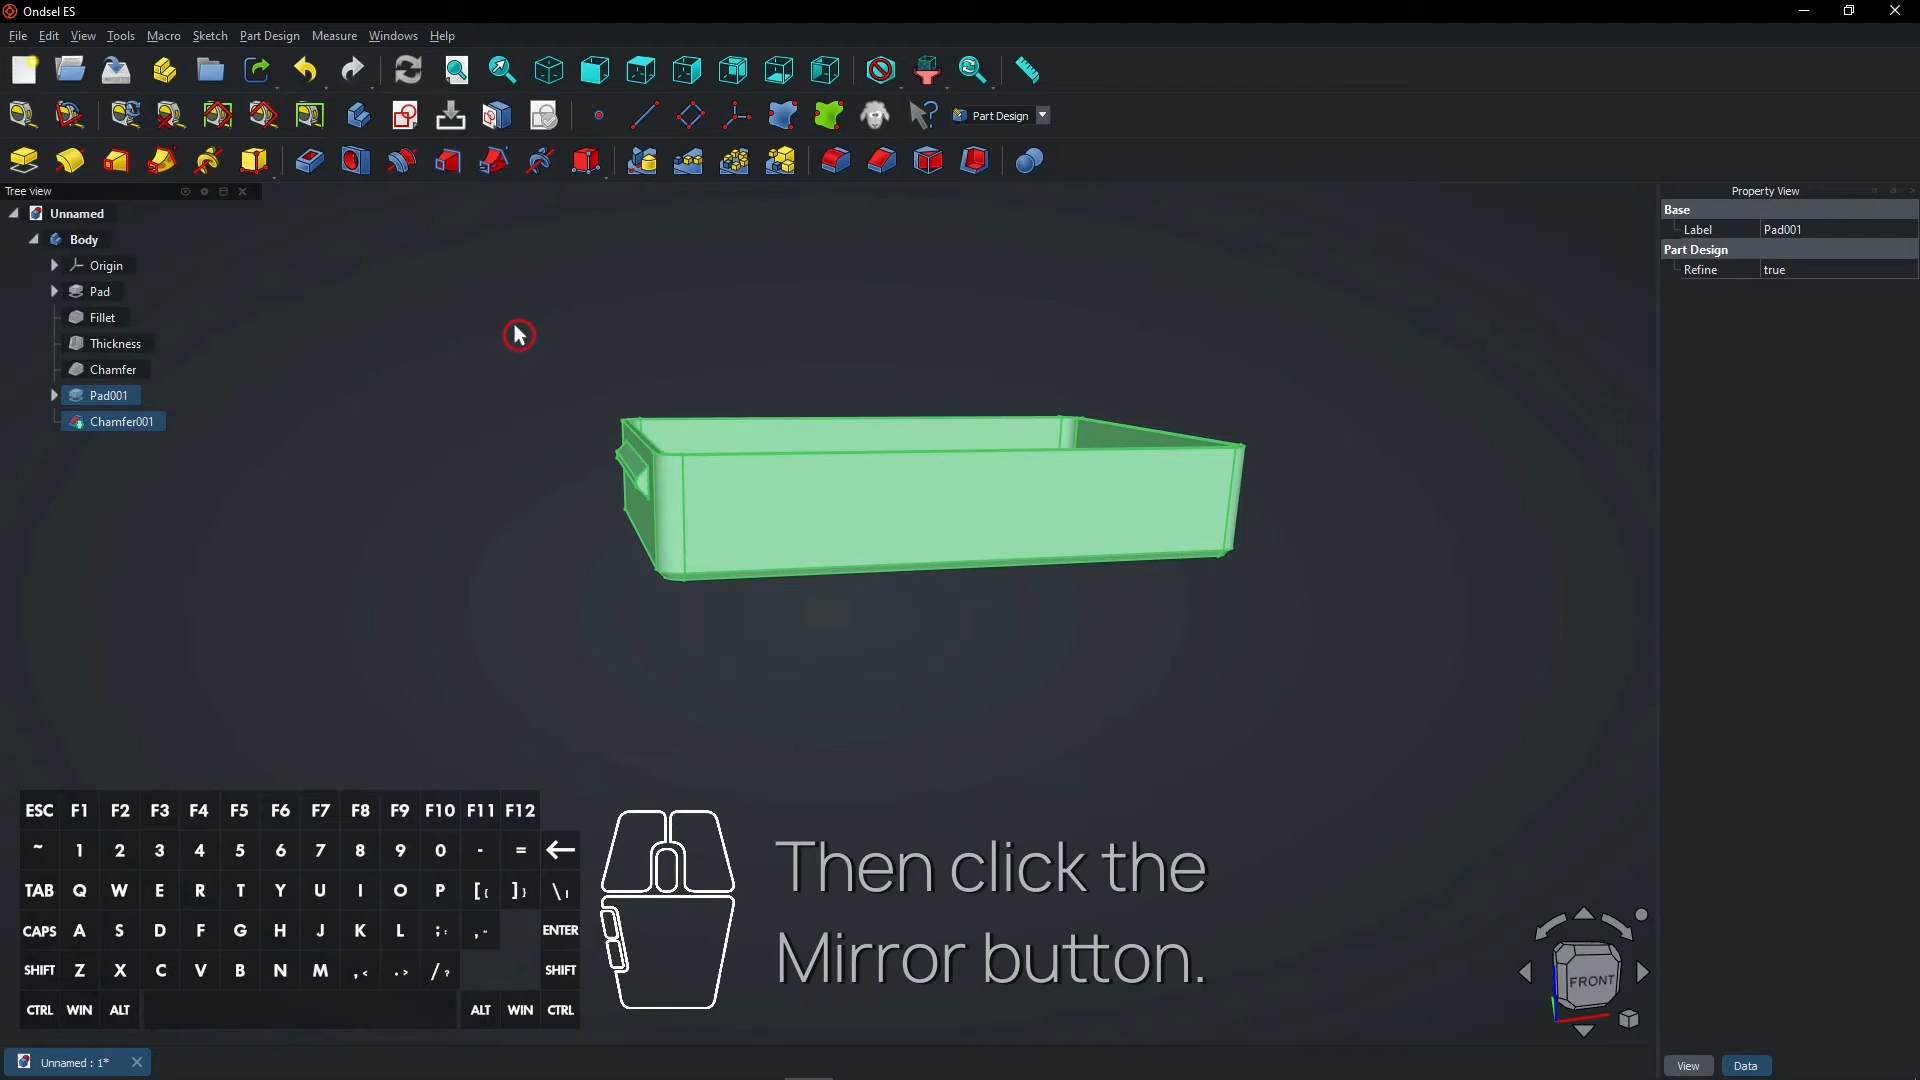 Ondsel ES
File Edit View Tools Macro Sketch Part Design Measure Windows Help
Part Design
Tree view
Property View
Unnamed
Body
Origin
Pad
Fillet
Thickness
Chamfer
Pad001
Chamfer001
Base
Label Pad001
Part Design
Refine true
ESC F1 F2 F3 F4 F5 F6 F7 F8 F9 F10 F11 F12
~ 1 2 3 4 5 6 7 8 9 0 - =
TAB Q W E R T Y U I O P [{ ]} \|
CAPS A S D F G H J K L ;: ,“ ENTER
SHIFT Z X C V B N M ,< .> /? SHIFT
CTRL WIN ALT ALT WIN CTRL
Then click the
Mirror button.
FRONT
Unnamed : 1*
View Data